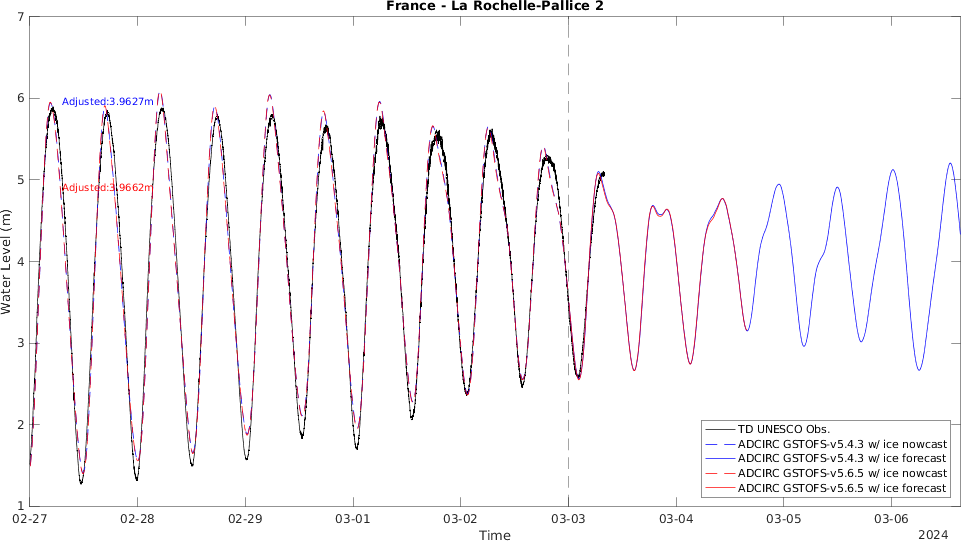 France - La Rochelle-Pallice 2
7
6
5
4
3
2
1
Water Level (m)
Adjusted:3.9627m
Adjusted:3.9662m
TD UNESCO Obs.
ADCIRC GSTOFS-v5.4.3 w/ ice nowcast
ADCIRC GSTOFS-v5.4.3 w/ ice forecast
ADCIRC GSTOFS-v5.6.5 w/ ice nowcast
ADCIRC GSTOFS-v5.6.5 w/ ice forecast
02-27 02-28 02-29 03-01 03-02 03-03 03-04 03-05 03-06
Time
2024